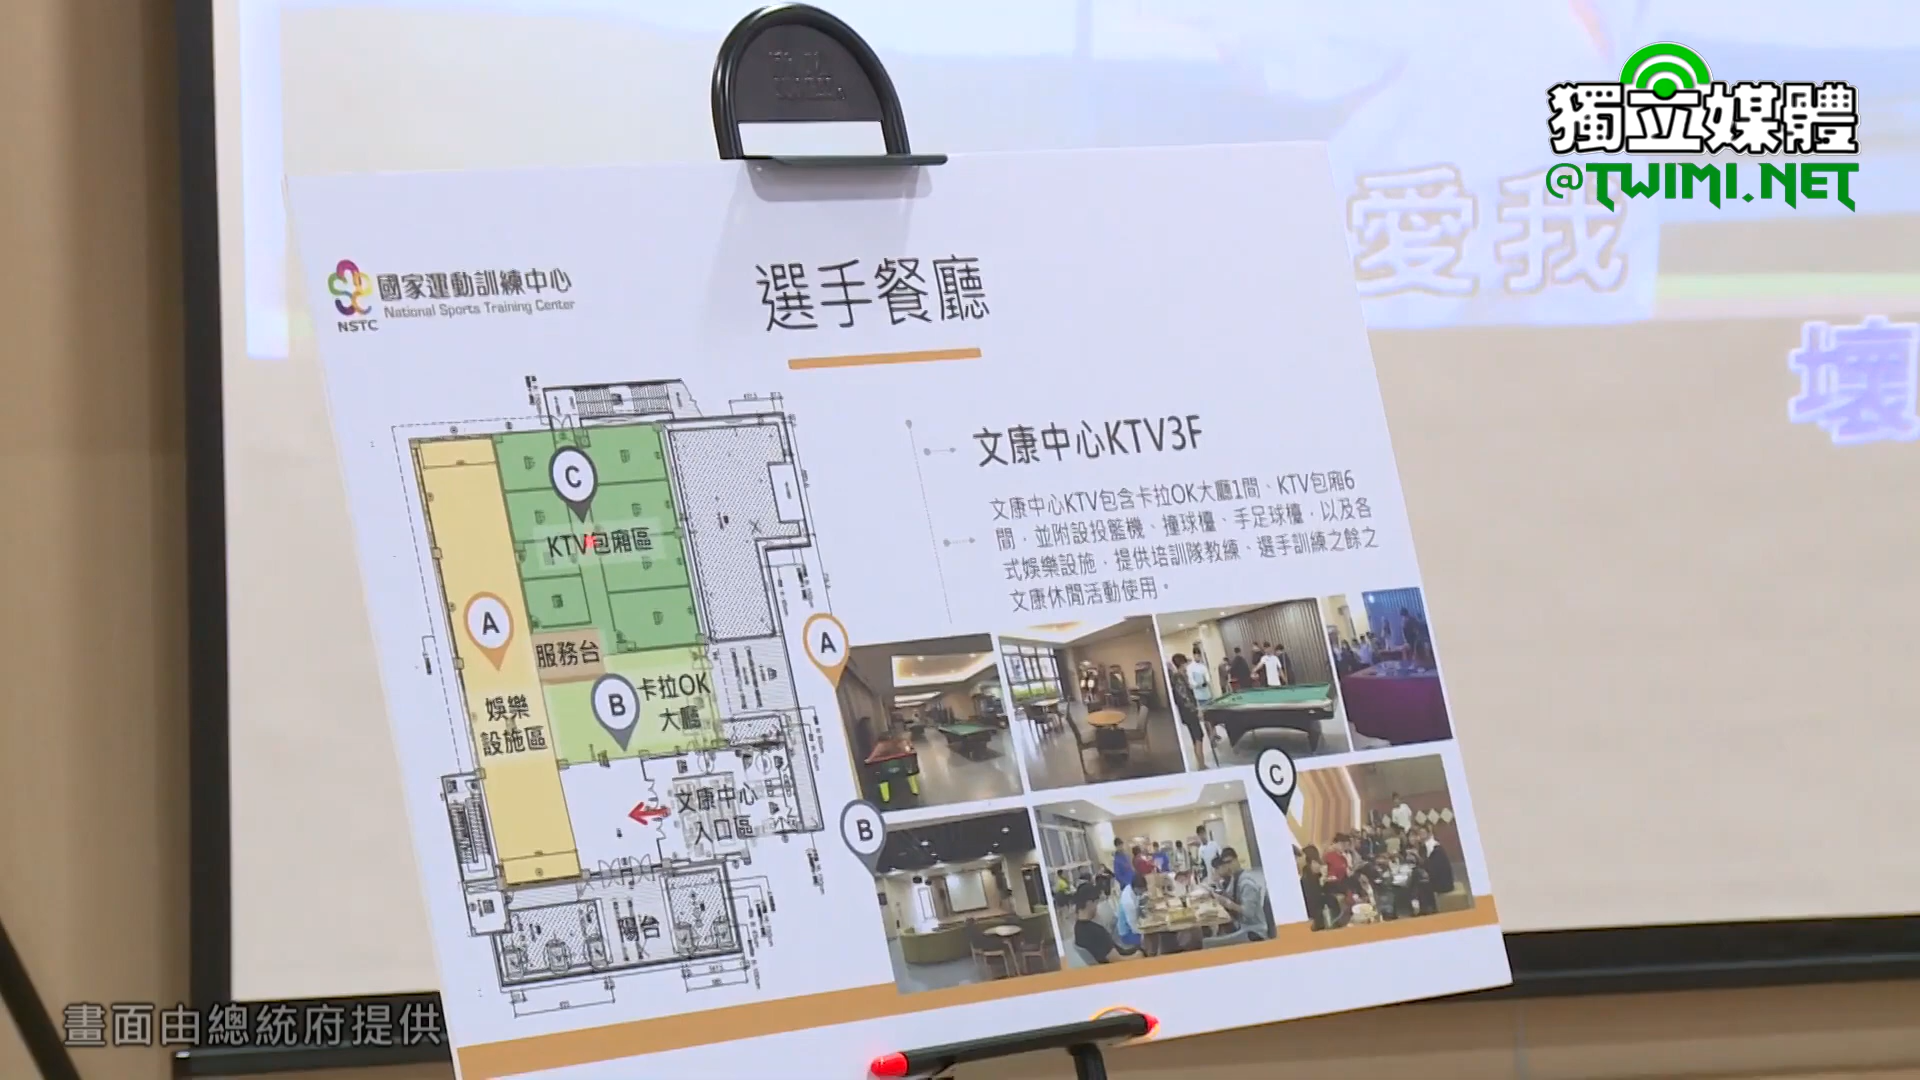 獨立媒體
@TWIMI.NET
愛我
壞
國家運動訓練中心
National Sports Training Center
NSTC
選手餐廳
文康中心KTV3F
文康中心KTV包含卡拉OK大廳1間、KTV包廂6
間，並附設投籃機、撞球檯、手足球檯，以及各
式娛樂設施，提供培訓隊教練、選手訓練之餘之
文康休閒活動使用。
C
KTV包廂區
A
服務台
B
卡拉OK
大廳
娛樂
設施區
文康中心
入口區
陽台
A
B
C
畫面由總統府提供